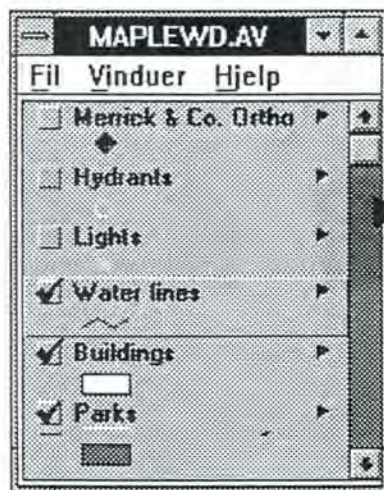 MAPLEWD.AV
Fil Vinduer Hjelp
Merrick & Co. Ortho
Hydrants
Lights
Water lines
Buildings
Parks